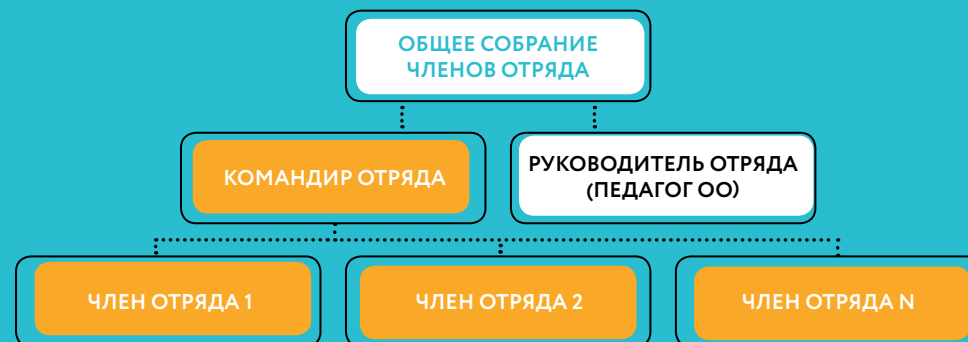 ОБЩЕЕ СОБРАНИЕ
ЧЛЕНОВ ОТРЯДА
КОМАНДИР ОТРЯДА
РУКОВОДИТЕЛЬ ОТРЯДА
(ПЕДАГОГ ОО)
ЧЛЕН ОТРЯДА 1
ЧЛЕН ОТРЯДА 2
ЧЛЕН ОТРЯДА N